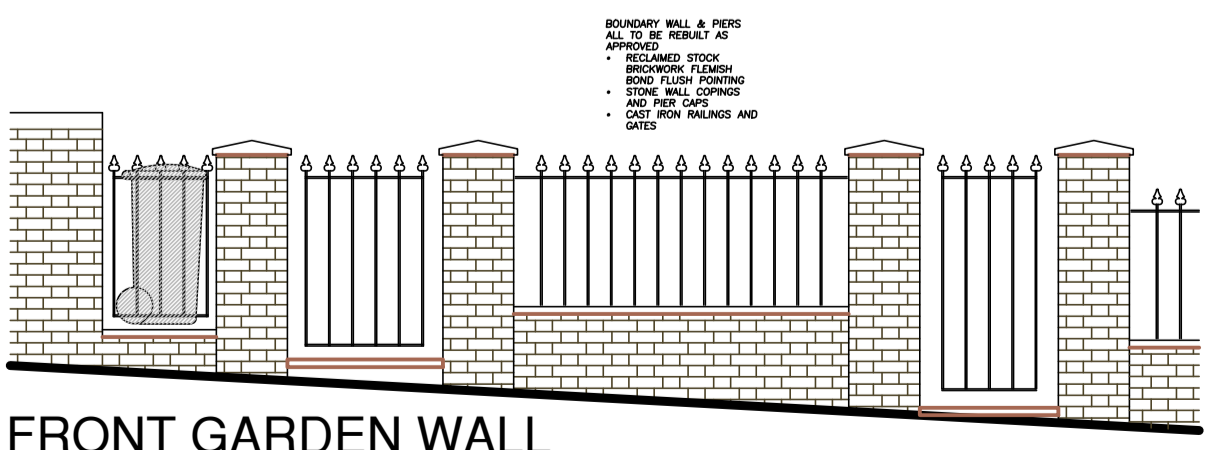 BOUNDARY WALL & PIERS
ALL TO BE REBUILT AS
APPROVED
• RECLAIMED STOCK
BRICKWORK FLEMISH
BOND FLUSH POINTING
• STONE WALL COPINGS
AND PIER CAPS
• CAST IRON RAILINGS AND
GATES
FRONT GARDEN WALL